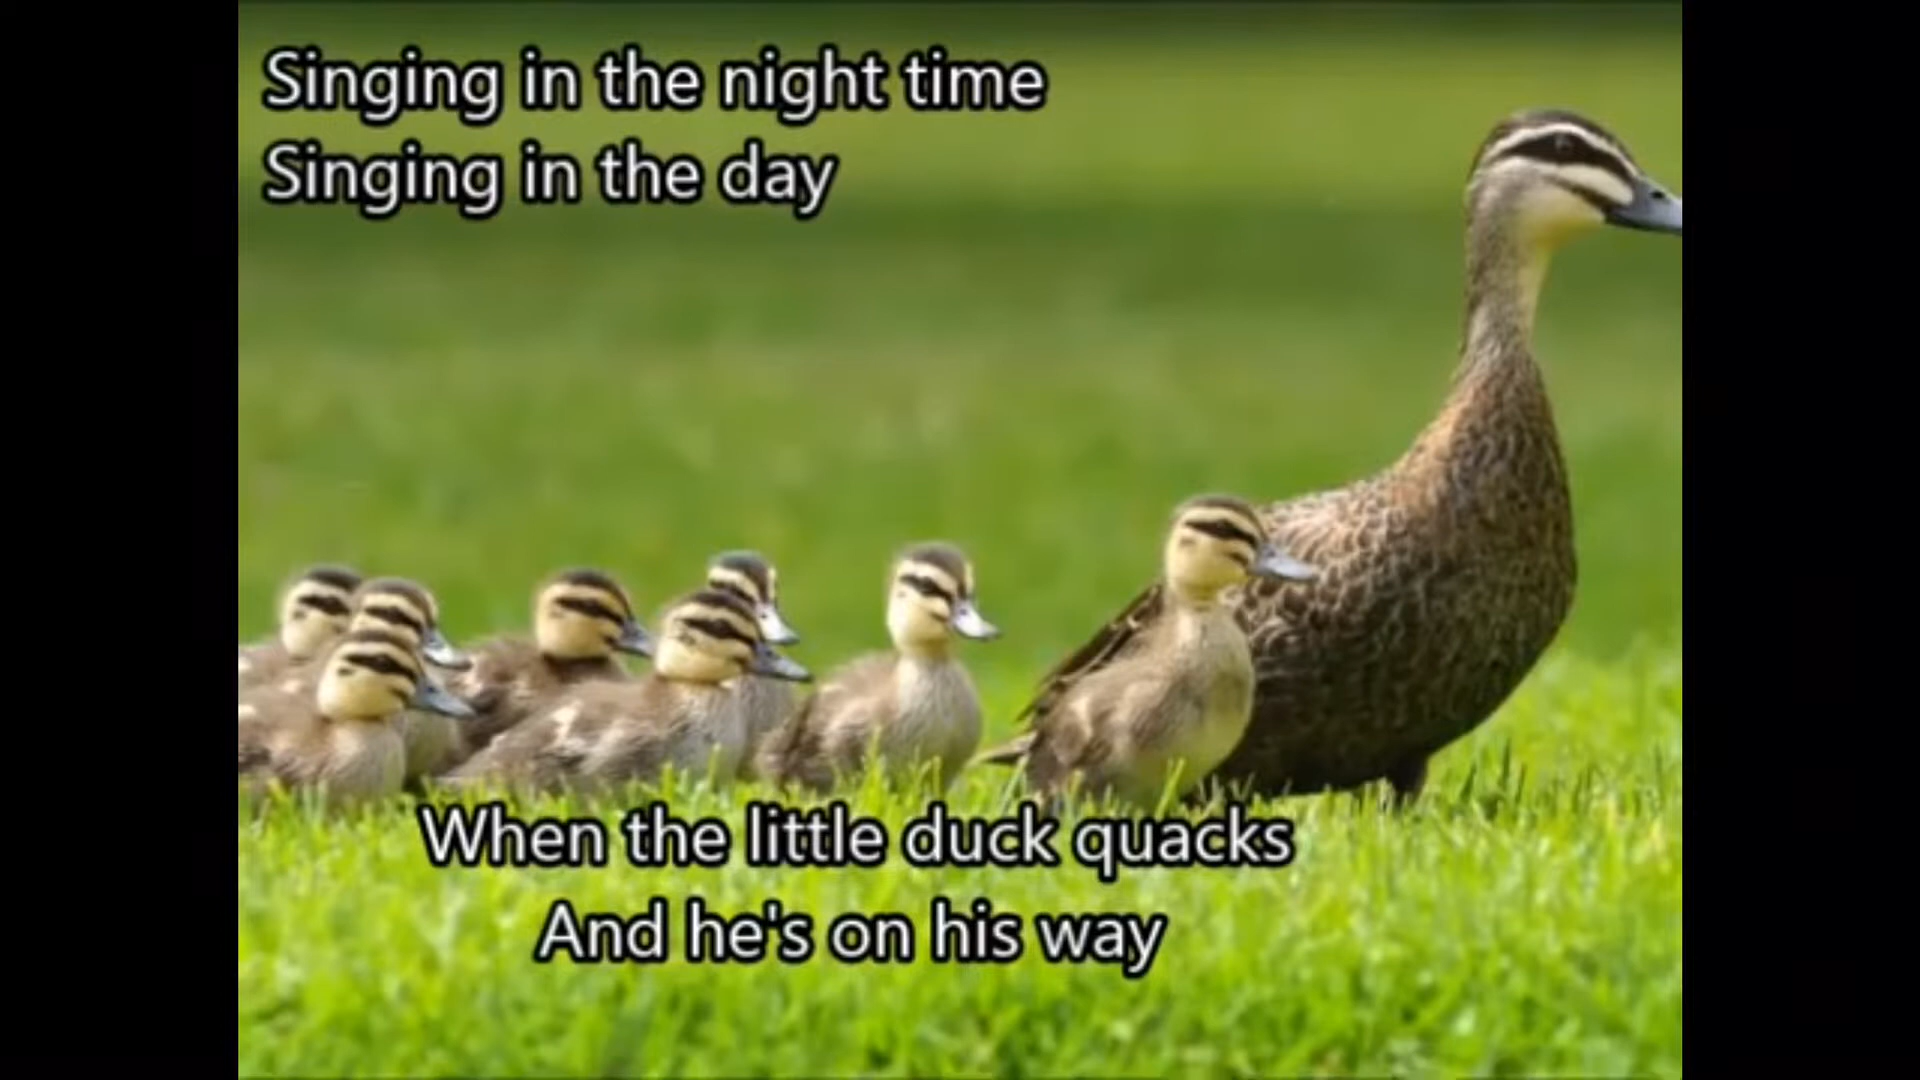 Singing in the night time
Singing in the day
When the little duck quacks
And he's on his way